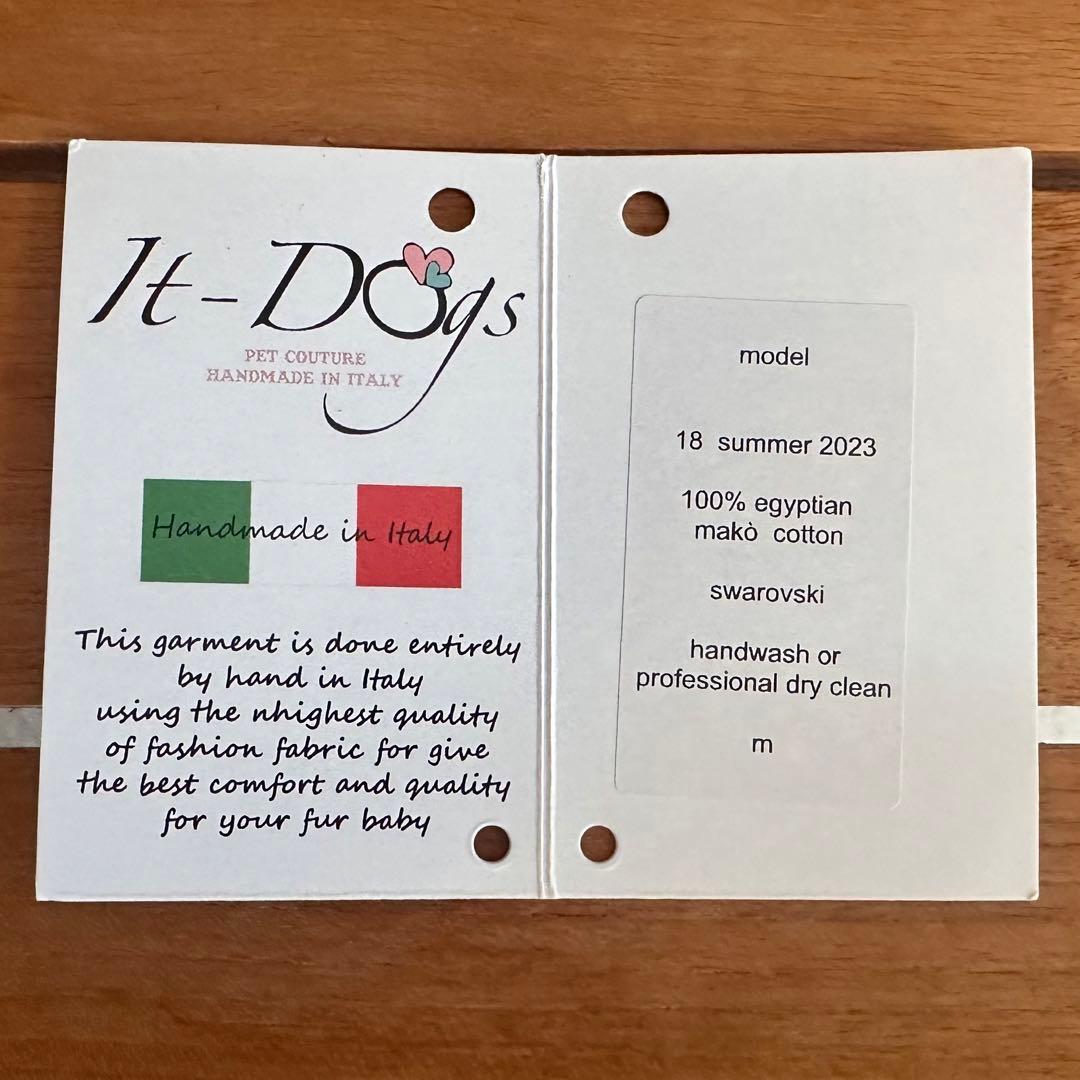 It-Dogs
PET COUTURE
HANDMADE IN ITALY
Handmade in Italy
This garment is done entirely
by hand in Italy
using the nhighest quality
of fashion fabric for give
the best comfort and quality
for your fur baby
model
18 summer 2023
100% egyptian
makò cotton
swarovski
handwash or
professional dry clean
m